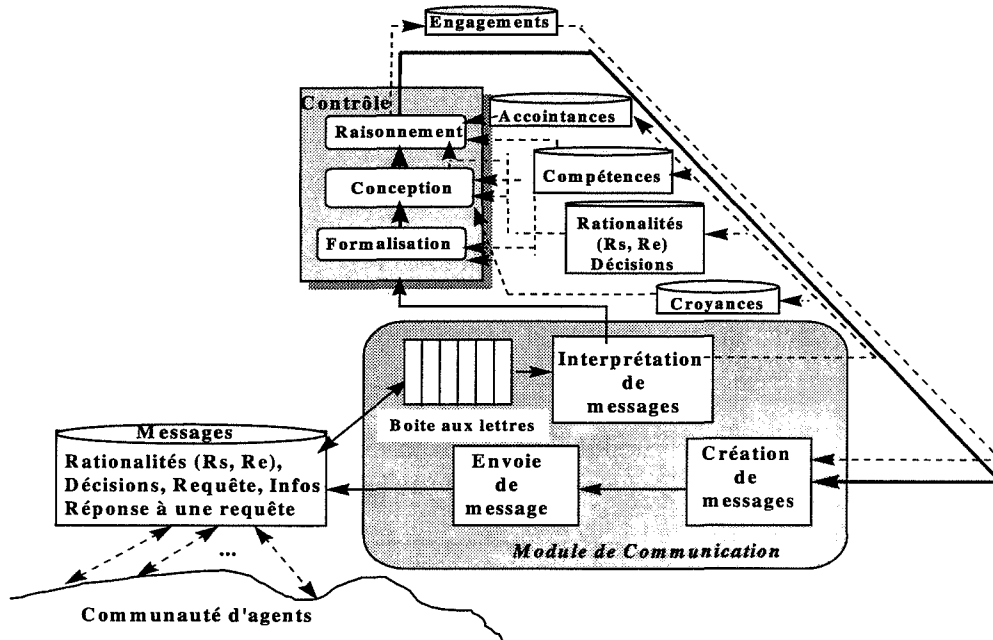 Engagements
Contrôle
Raisonnement
Accointances
Conception
Compétences
Formalisation
Rationalités
(Rs, Re)
Décisions
Croyances
Interprétation
de
messages
Boite aux lettres
Messages
Rationalités (Rs, Re),
Décisions, Requête, Infos
Réponse à une requête
Envoie
de
message
Création
de
messages
Module de Communication
...
Communauté d'agents